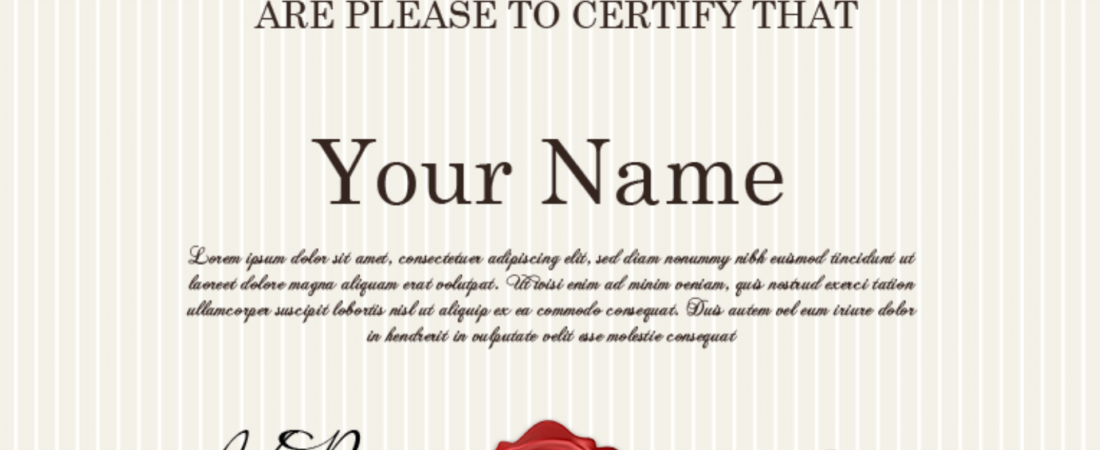 ARE PLEASE TO CERTIFY THAT
Your Name
Lorem ipsum dolor sit amet, consectetuer adipiscing elit, sed diam nonummy nibh euismod tincidunt ut
laoreet dolore magna aliquam erat volutpat. Ut wisi enim ad minim veniam, quis nostrud exerci tation
ullamcorper suscipit lobortis nisl ut aliquip ex ea commodo consequat. Duis autem vel eum iriure dolor
in hendrerit in vulputate velit esse molestie consequat